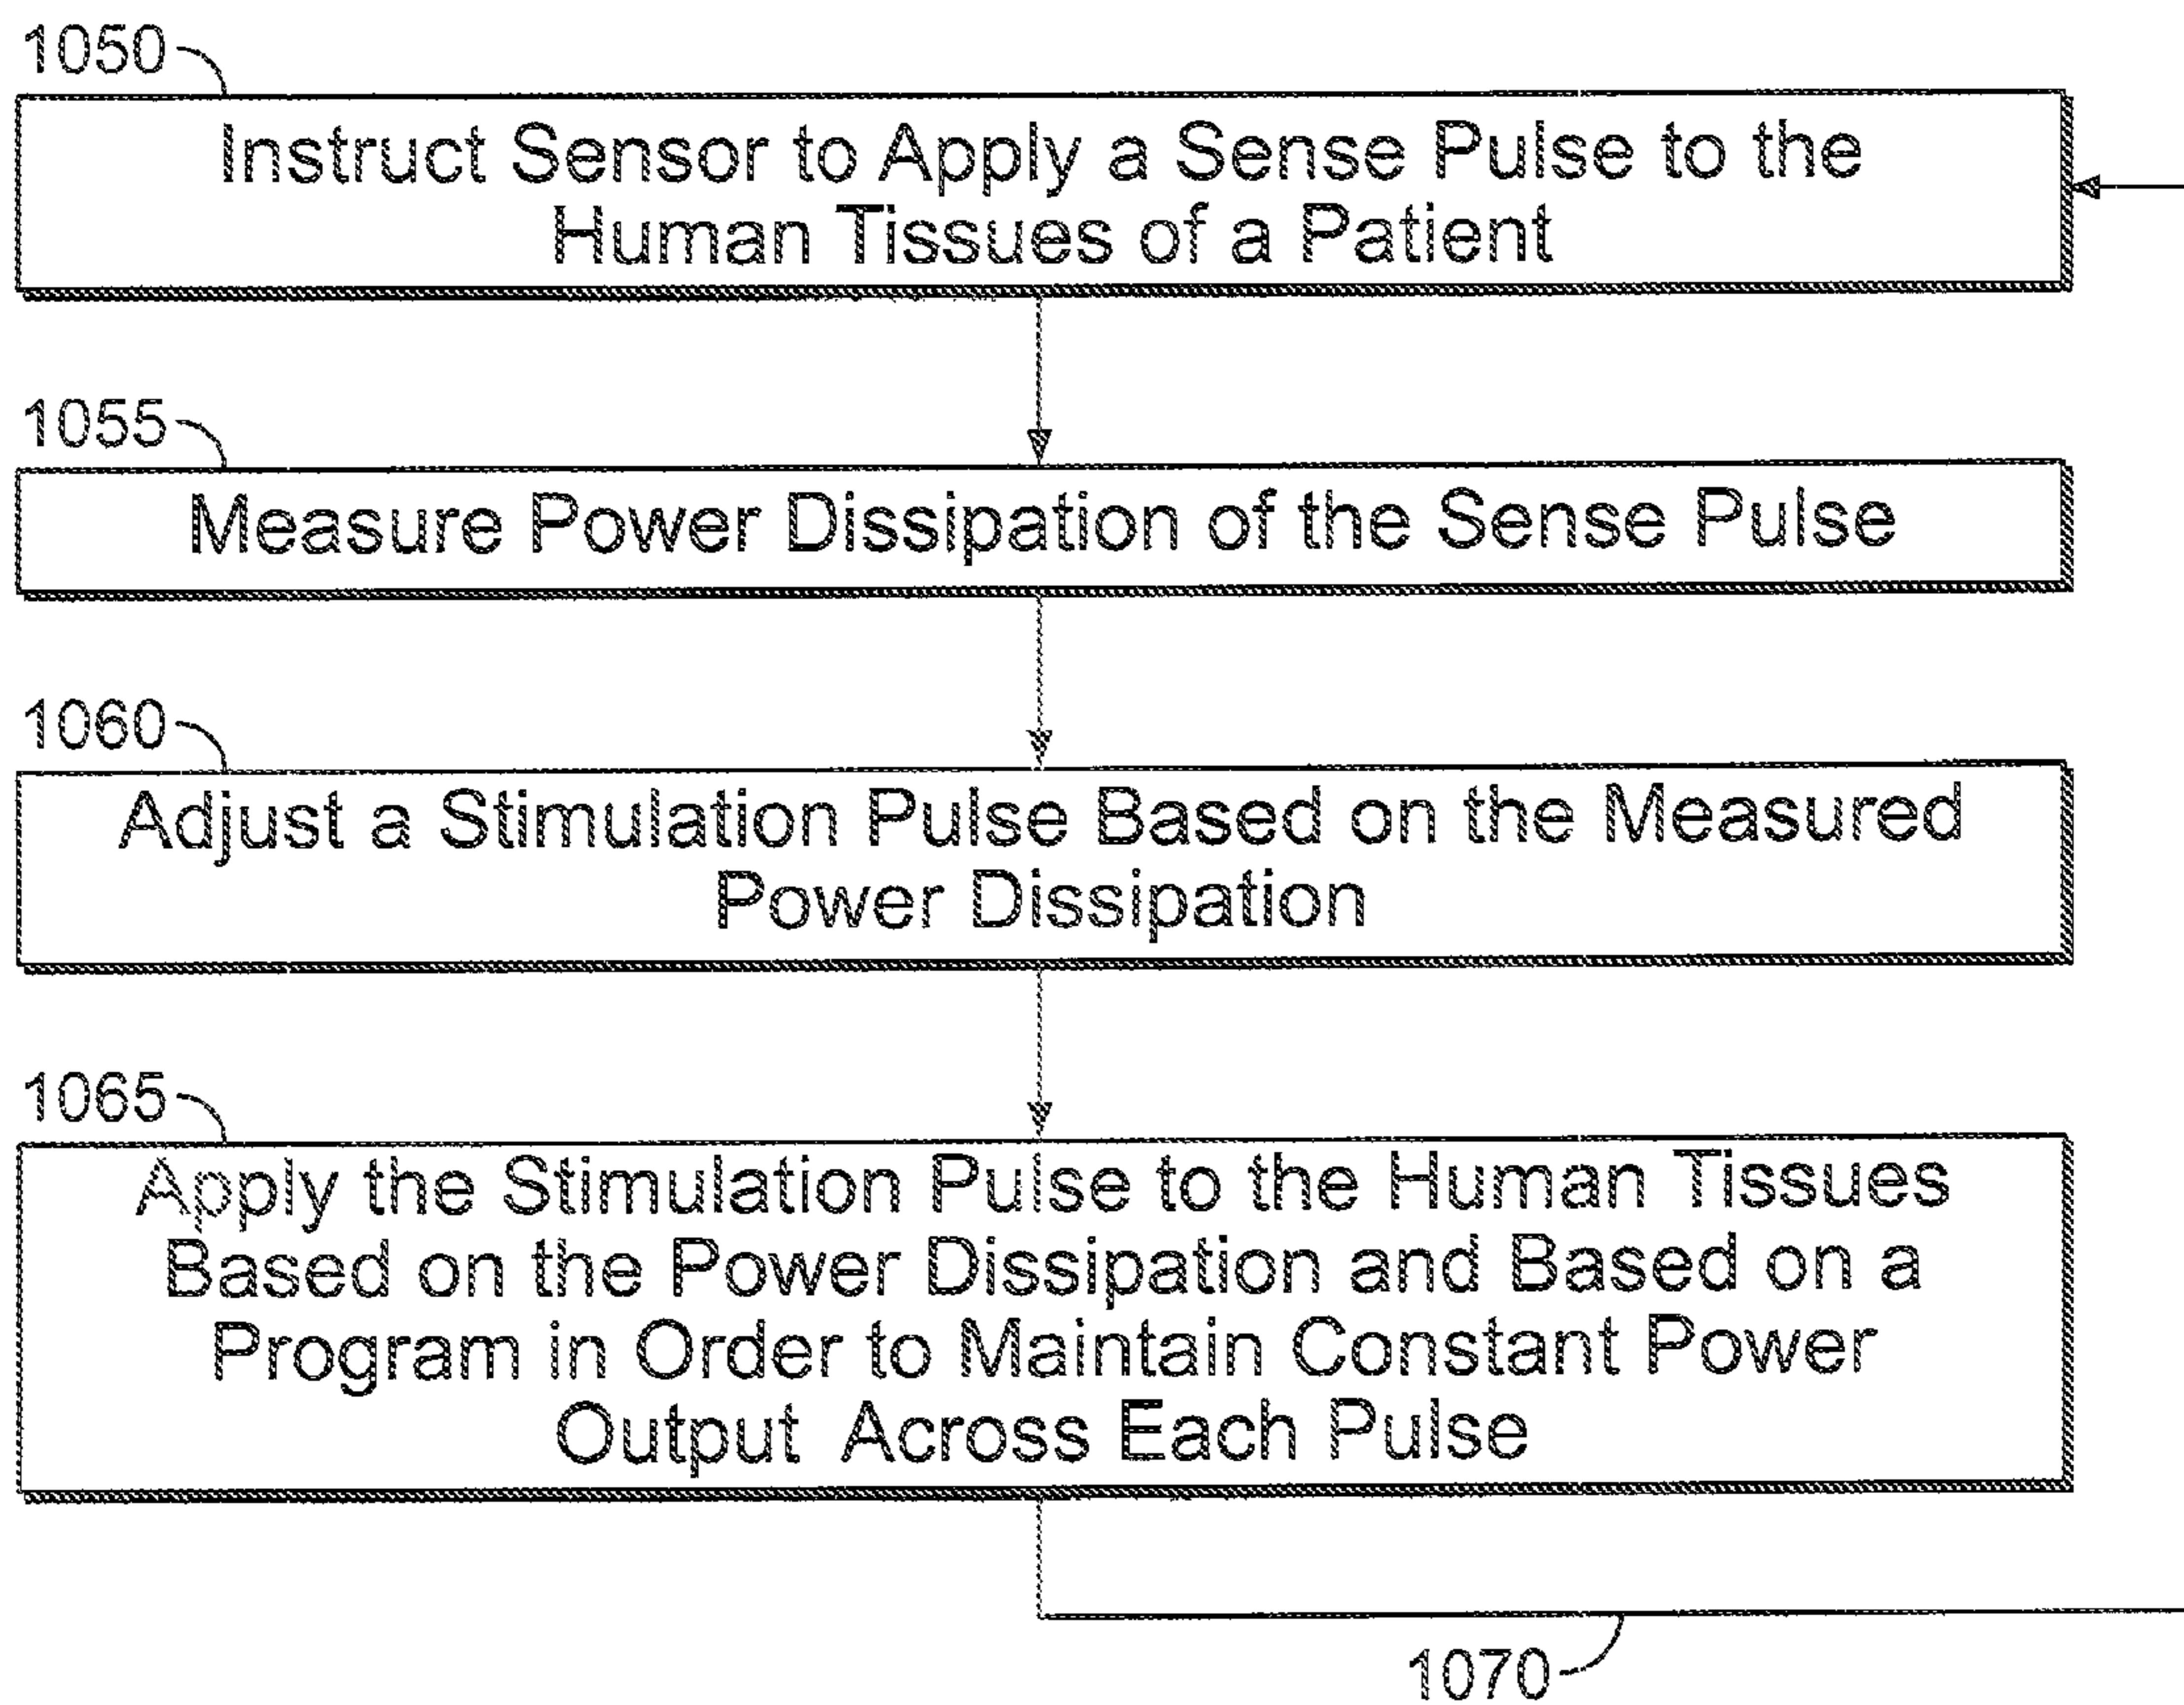 1050
Instruct Sensor to Apply a Sense Pulse to the
Human Tissues of a Patient
1055
Measure Power Dissipation of the Sense Pulse
1060
Adjust a Stimulation Pulse Based on the Measured
Power Dissipation
1065
Apply the Stimulation Pulse to the Human Tissues
Based on the Power Dissipation and Based on a
Program in Order to Maintain Constant Power
Output Across Each Pulse
1070